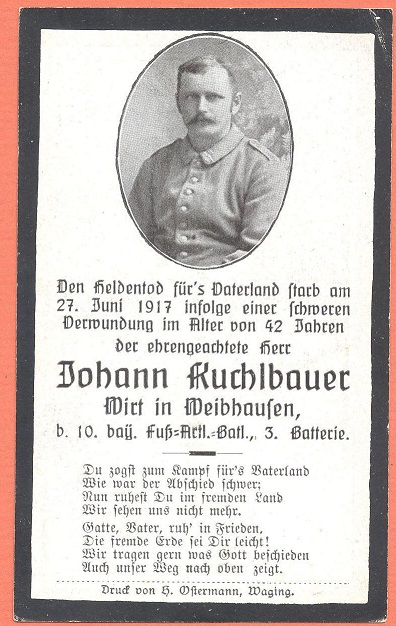 Den Heldentod für's Vaterland starb am
27. Juni 1917 infolge einer schweren
Verwundung im Alter von 42 Jahren
der ehrengeachtete Herr
Johann Kuchlbauer
Wirt in Weibhausen,
b. 10. bay. Fuß-Artl.-Batl., 3. Batterie.
Du zogst zum Kampf für's Vaterland
Wie war der Abschied schwer;
Nun ruhest Du im fremden Land
Wir sehen uns nicht mehr.
Gatte, Vater, ruh' in Frieden,
Die fremde Erde sei Dir leicht!
Wir tragen gern was Gott beschieden
Auch unser Weg nach oben zeigt.
Druck von H. Ostermann, Waging.